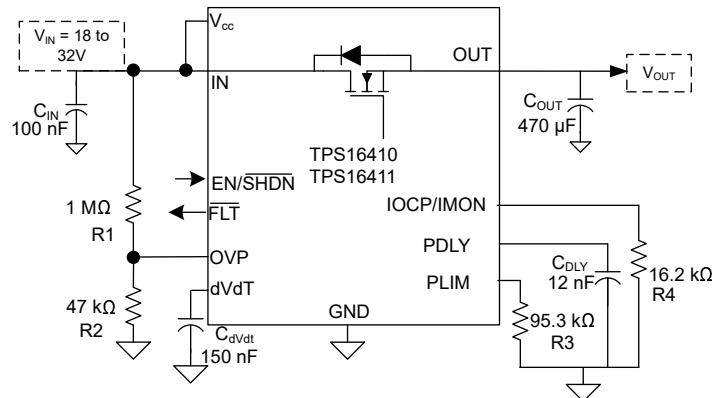 V_IN = 18 to
32V
V_cc
IN
OUT
V_OUT
C_IN
100 nF
C_OUT
470 µF
TPS16410
TPS16411
EN/SHDN
FLT
IOCP/IMON
1 MΩ
R1
OVP
PDLY
C_DLY
12 nF
16.2 kΩ
R4
dVdT
PLIM
47 kΩ
R2
GND
95.3 kΩ
R3
C_dVdt
150 nF